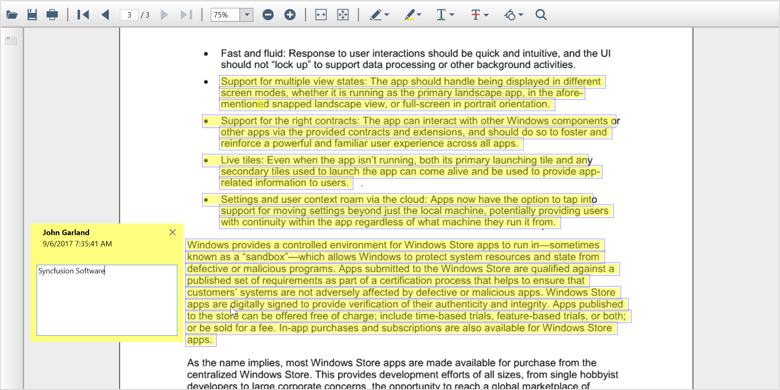 3 / 3
75%
Fast and fluid: Response to user interactions should be quick and intuitive, and the UI
should not “lock up” to support data processing or other background activities.
Support for multiple view states: The app should handle being displayed in different
screen modes, whether it is running as the primary landscape app, in the afore-
mentioned snapped landscape view, or full-screen in portrait orientation.
Support for the right contracts: The app can interact with other Windows components or
other apps via the provided contracts and extensions, and should do so to foster and
reinforce a powerful and familiar user experience across all apps.
Live tiles: Even when the app isn’t running, both its primary launching tile and any
secondary tiles used to launch the app can come alive and be used to provide app-
related information to users.
Settings and user context roam via the cloud: Apps now have the option to tap into
support for moving settings beyond just the local machine, potentially providing users
with continuity within the app regardless of what machine they run it from.
John Garland
9/6/2017 7:35:41 AM
Syncfusion Software
Windows provides a controlled environment for Windows Store apps to run in—sometimes
known as a “sandbox”—which allows Windows to protect system resources and state from
defective or malicious programs. Apps submitted to the Windows Store are qualified against a
published set of requirements as part of a certification process that helps to ensure that
customers’ systems are not adversely affected by defective or malicious apps. Windows Store
apps are digitally signed to provide verification of their authenticity and integrity. Apps published
to the store can be offered free of charge; include time-based trials, feature-based trials, or both;
or be sold for a fee. In-app purchases and subscriptions are also available for Windows Store
apps.
As the name implies, most Windows Store apps are made available for purchase from the
centralized Windows Store. This provides development efforts of all sizes, from single hobbyist
developers to large corporate concerns, the opportunity to reach a global marketplace of